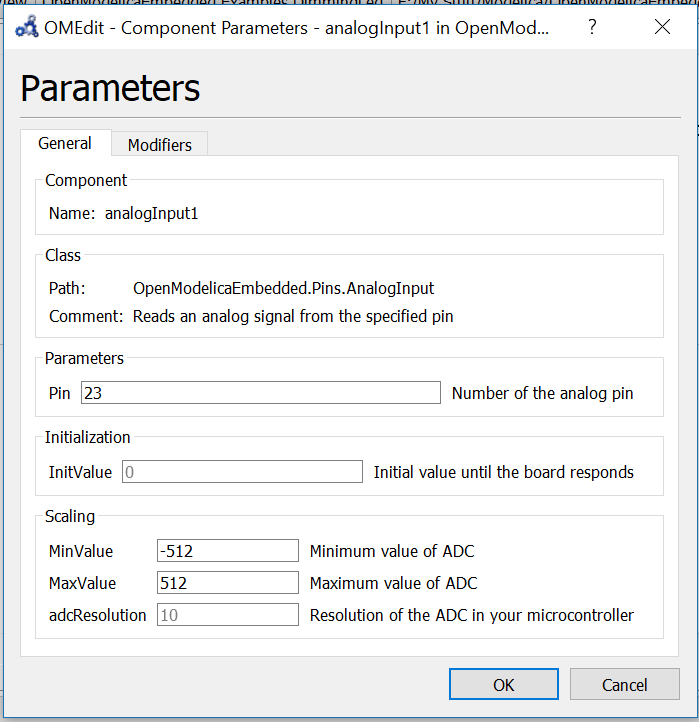 OMEdit - Component Parameters - analogInput1 in OpenMod... ?
Parameters
General Modifiers
Component
Name: analogInput1
Class
Path: OpenModelicaEmbedded.Pins.AnalogInput
Comment: Reads an analog signal from the specified pin
Parameters
Pin 23 Number of the analog pin
Initialization
InitValue 0 Initial value until the board responds
Scaling
MinValue -512 Minimum value of ADC
MaxValue 512 Maximum value of ADC
adcResolution 10 Resolution of the ADC in your microcontroller
OK Cancel